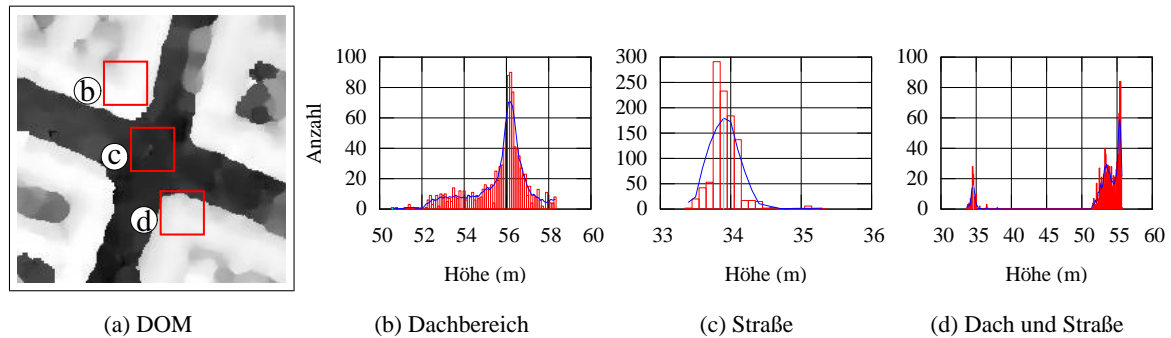 b
c
d
(a) DOM
Anzahl
100
80
60
40
20
0
50 52 54 56 58 60
Höhe (m)
(b) Dachbereich
300
250
200
150
100
50
0
33 34 35 36
Höhe (m)
(c) Straße
100
80
60
40
20
0
30 35 40 45 50 55 60
Höhe (m)
(d) Dach und Straße